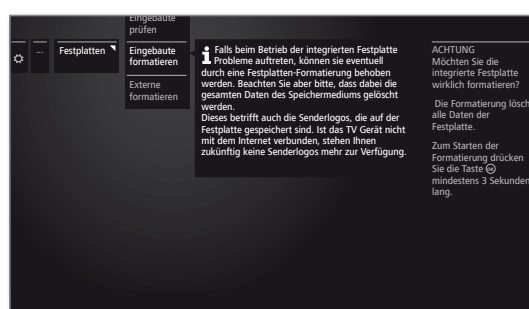 Eingebaute
prüfen
...
Festplatten
Eingebaute
formatieren
Externe
formatieren
Falls beim Betrieb der integrierten Festplatte
Probleme auftreten, können sie eventuell
durch eine Festplatten-Formatierung behoben
werden. Beachten Sie aber bitte, dass dabei die
gesamten Daten des Speichermediums gelöscht
werden.
Dieses betrifft auch die Senderlogos, die auf der
Festplatte gespeichert sind. Ist das TV Gerät nicht
mit dem Internet verbunden, stehen Ihnen
zukünftig keine Senderlogos mehr zur Verfügung.
ACHTUNG
Möchten Sie die
integrierte Festplatte
wirklich formatieren?
Die Formatierung lösch
alle Daten der
Festplatte.
Zum Starten der
Formatierung drücken
Sie die Taste OK
mindestens 3 Sekunden
lang.